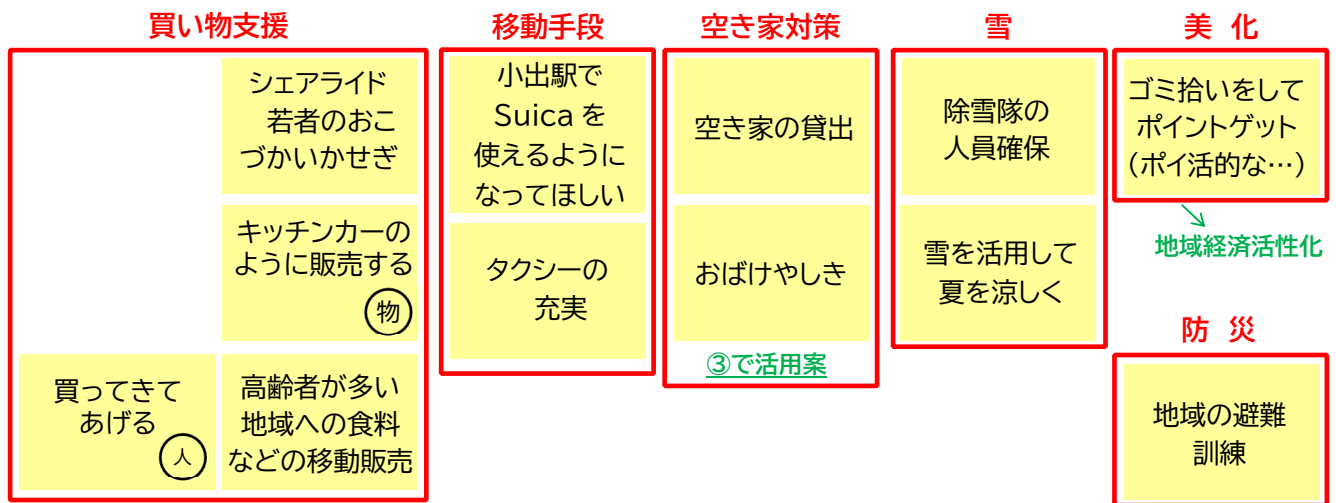 買い物支援
シェアライド
若者のおこ
づかいかせぎ
キッチンカーの
ように販売する
物
買ってきて
あげる
人
高齢者が多い
地域への食料
などの移動販売
移動手段
小出駅で
Suica を
使えるように
なってほしい
タクシーの
充実
空き家対策
空き家の貸出
おばけやしき
③で活用案
雪
除雪隊の
人員確保
雪を活用して
夏を涼しく
美 化
ゴミ拾いをして
ポイントゲット
(ポイ活的な…)
地域経済活性化
防 災
地域の避難
訓練